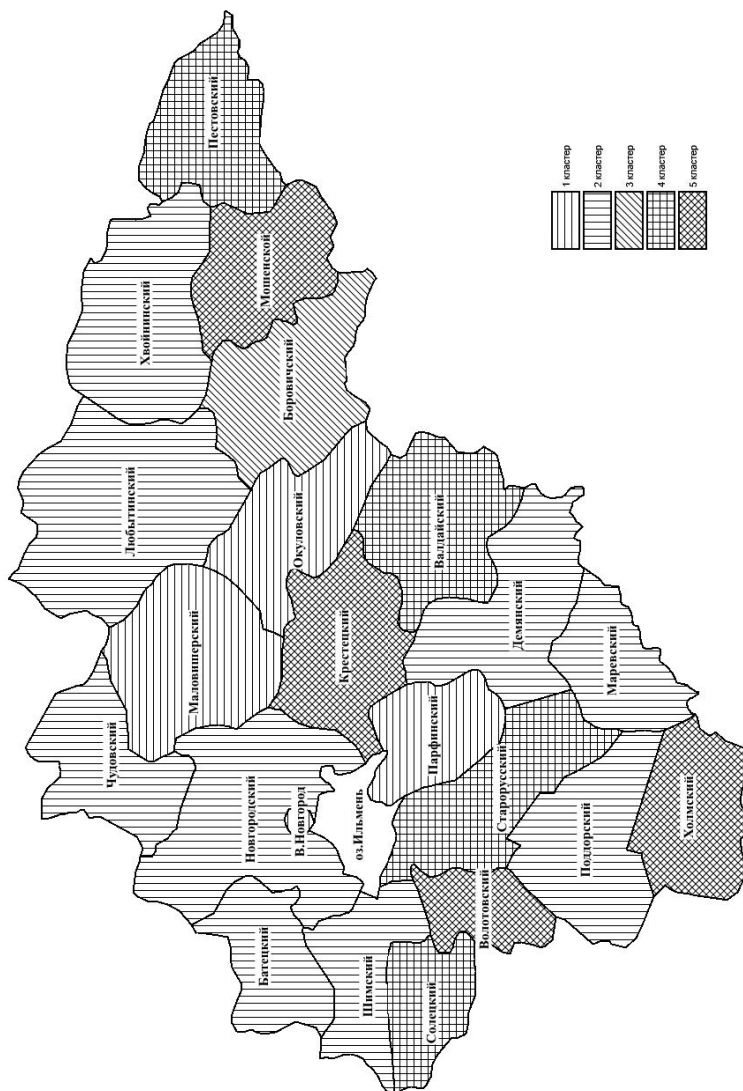 Пестовский
Хвойнинский
Мошенской
Боровичский
Любытинский
Окуловский
Валдайский
Маловишерский
Крестецкий
Демянский
Маревский
Чудовский
Парфинский
Новгородский
В.Новгород
оз.Ильмень
Старорусский
Поддорский
Холмский
Батецкий
Шимский
Волотовский
Солецкий
1 кластер
2 кластер
3 кластер
4 кластер
5 кластер